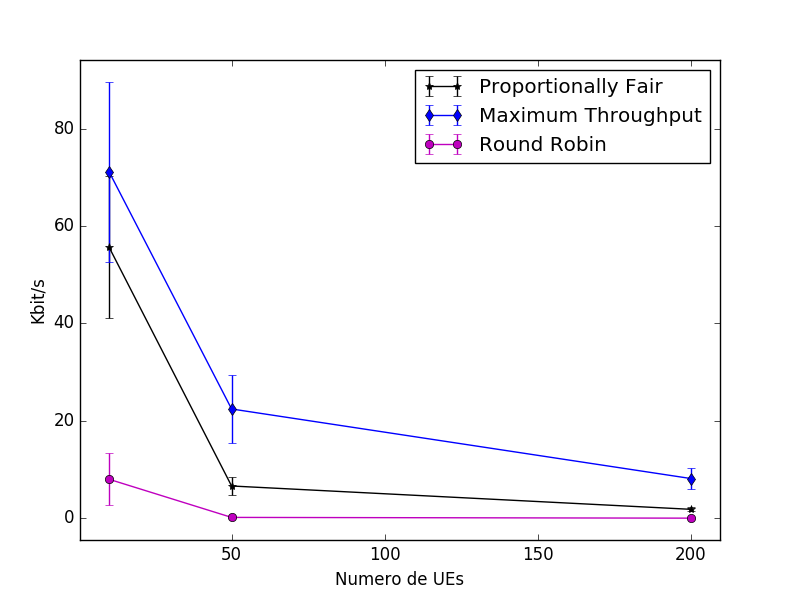 Proportionally Fair
Maximum Throughput
Round Robin
80
60
40
20
0
Kbit/s
50
100
150
200
Numero de UEs